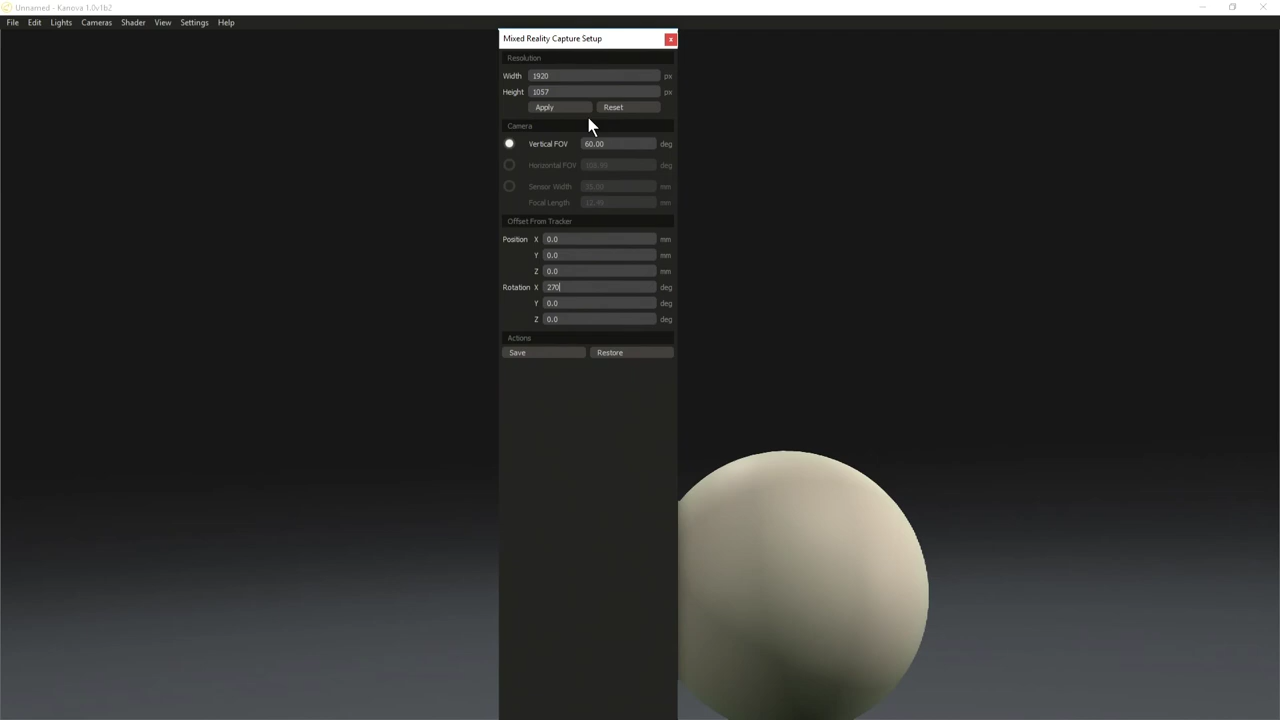 Unnamed - Kanova 1.0v1b2
File Edit Lights Cameras Shader View Settings Help
Mixed Reality Capture Setup x
Resolution
Width 1920 px
Height 1057 px
Apply Reset
Camera
Vertical FOV 60.00 deg
Horizontal FOV deg
Sensor Width mm
Focal Length mm
Offset From Tracker
Position X 0.0 mm
Y 0.0 mm
Z 0.0 mm
Rotation X 270 deg
Y 0.0 deg
Z 0.0 deg
Actions
Save Restore